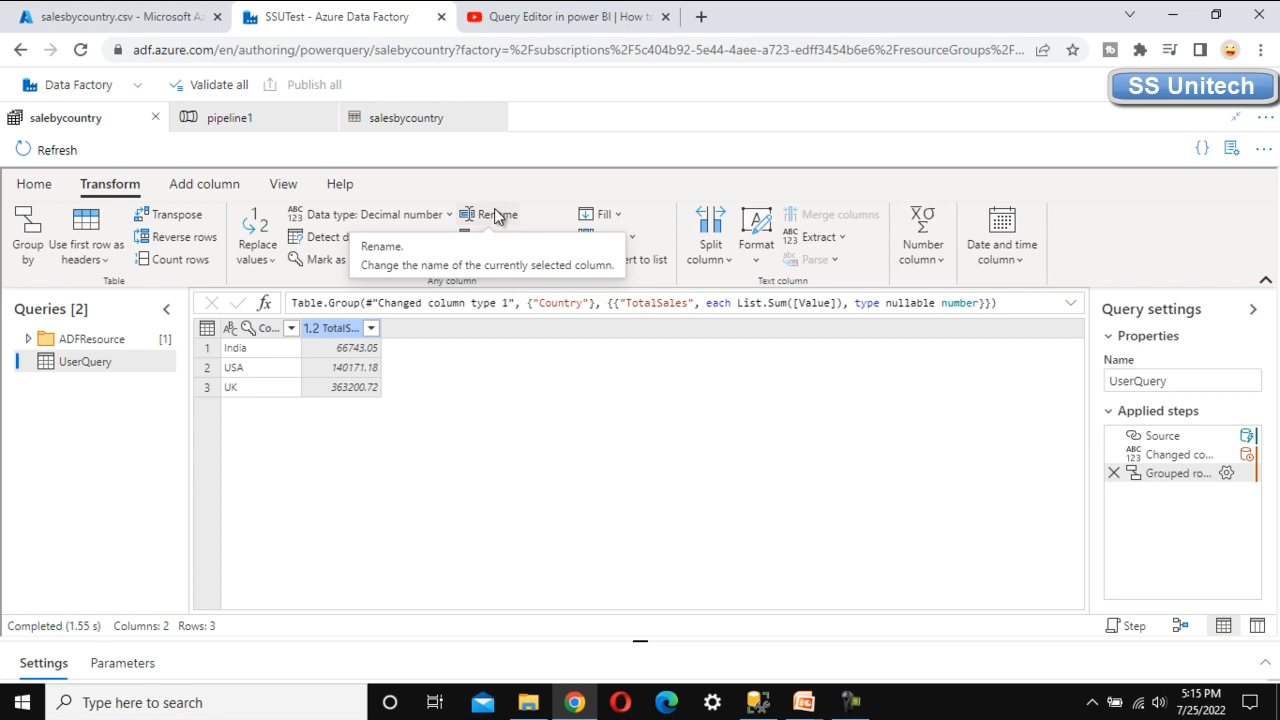 salesbycountry.csv - Microsoft Az
SSUTest - Azure Data Factory
Query Editor in power BI | How to
adf.azure.com/en/authoring/powerquery/salebycountry?factory=%2Fsubscriptions%2F5c404b92-5e44-4aee-a723-edff3454b6e6%2FresourceGroups%2F...
Data Factory
Validate all
Publish all
SS Unitech
salebycountry
pipeline1
salesbycountry
Refresh
Home
Transform
Add column
View
Help
Group by
Use first row as headers
Transpose
Reverse rows
Count rows
Table
Replace values
Data type: Decimal number
Detect d
Mark as
Rename
Rename.
Change the name of the currently selected column.
Fill
t to list
Any column
Split column
Format
Merge columns
Extract
Parse
Text column
Number column
Date and time column
Queries [2]
ADFResource [1]
UserQuery
Table.Group(#"Changed column type 1", {"Country"}, {{"TotalSales", each List.Sum([Value]), type nullable number}})
Co...
1.2 TotalS...
1 India 66743.05
2 USA 140171.18
3 UK 363200.72
Query settings
Properties
Name
UserQuery
Applied steps
Source
Changed co...
Grouped ro...
Completed (1.55 s) Columns: 2 Rows: 3
Step
Settings
Parameters
Type here to search
5:15 PM
7/25/2022